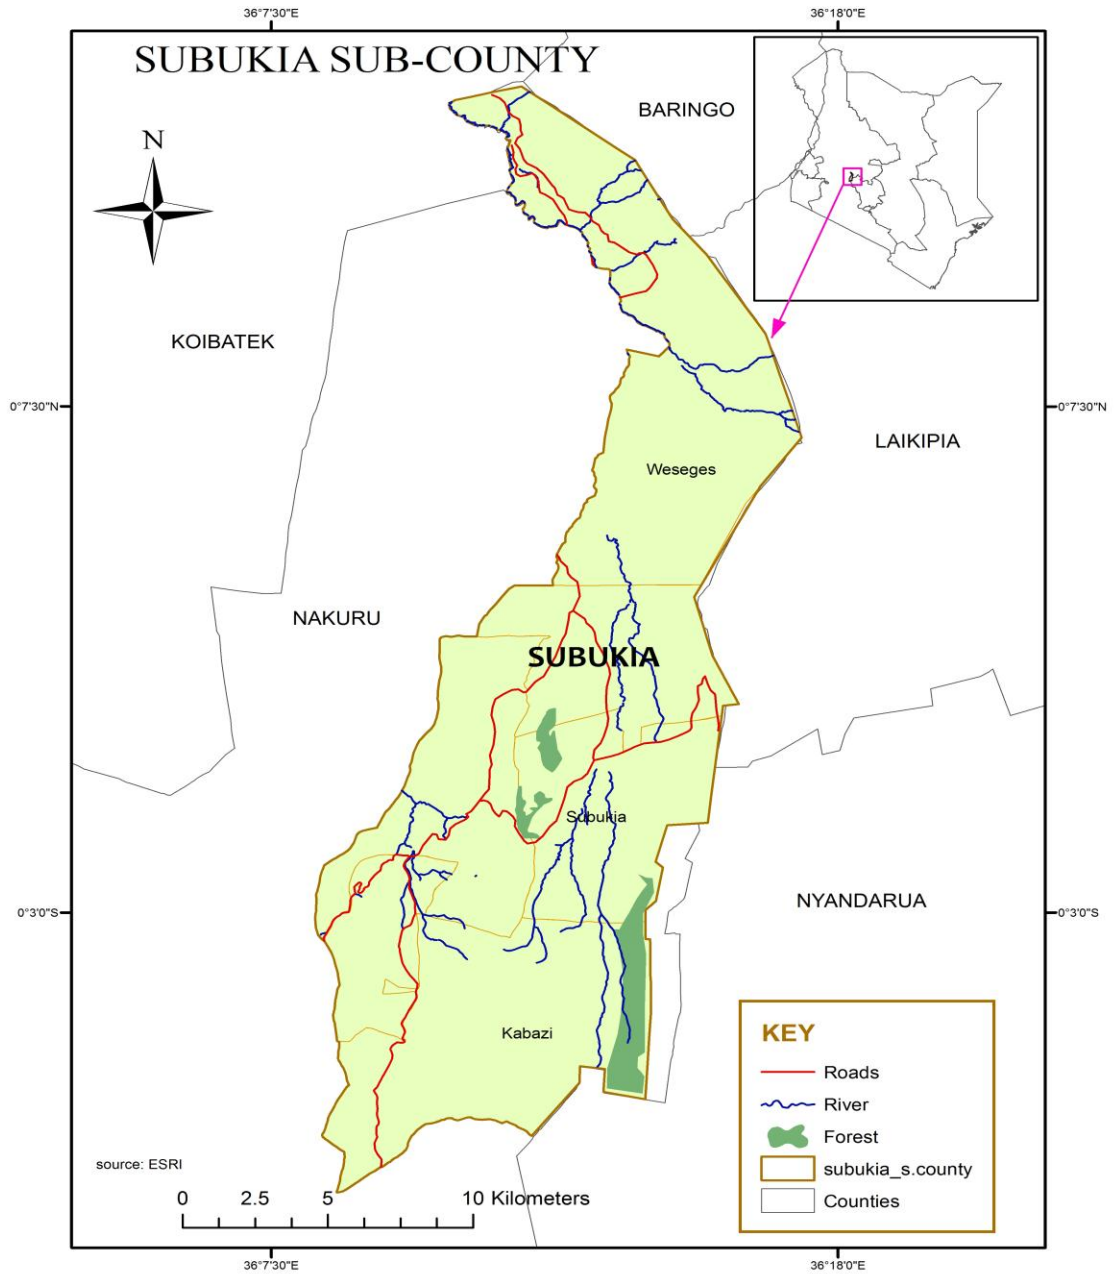 36°7'30"E
36°18'0"E
SUBUKIA SUB-COUNTY
BARINGO
N
KOIBATEK
0°7'30"N
0°7'30"N
LAIKIPIA
Weseges
NAKURU
SUBUKIA
Subukia
NYANDARUA
0°3'0"S
0°3'0"S
Kabazi
KEY
Roads
River
Forest
subukia_s.county
Counties
source: ESRI
0 2.5 5 10 Kilometers
36°7'30"E
36°18'0"E